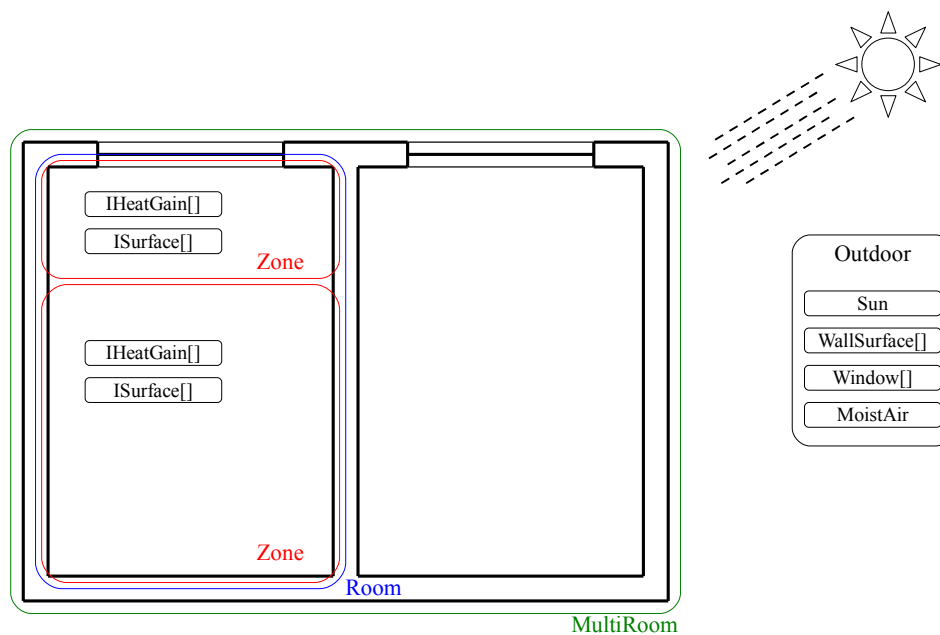 IHeatGain[]
ISurface[]
Zone
IHeatGain[]
ISurface[]
Zone
Room
MultiRoom
Outdoor
Sun
WallSurface[]
Window[]
MoistAir